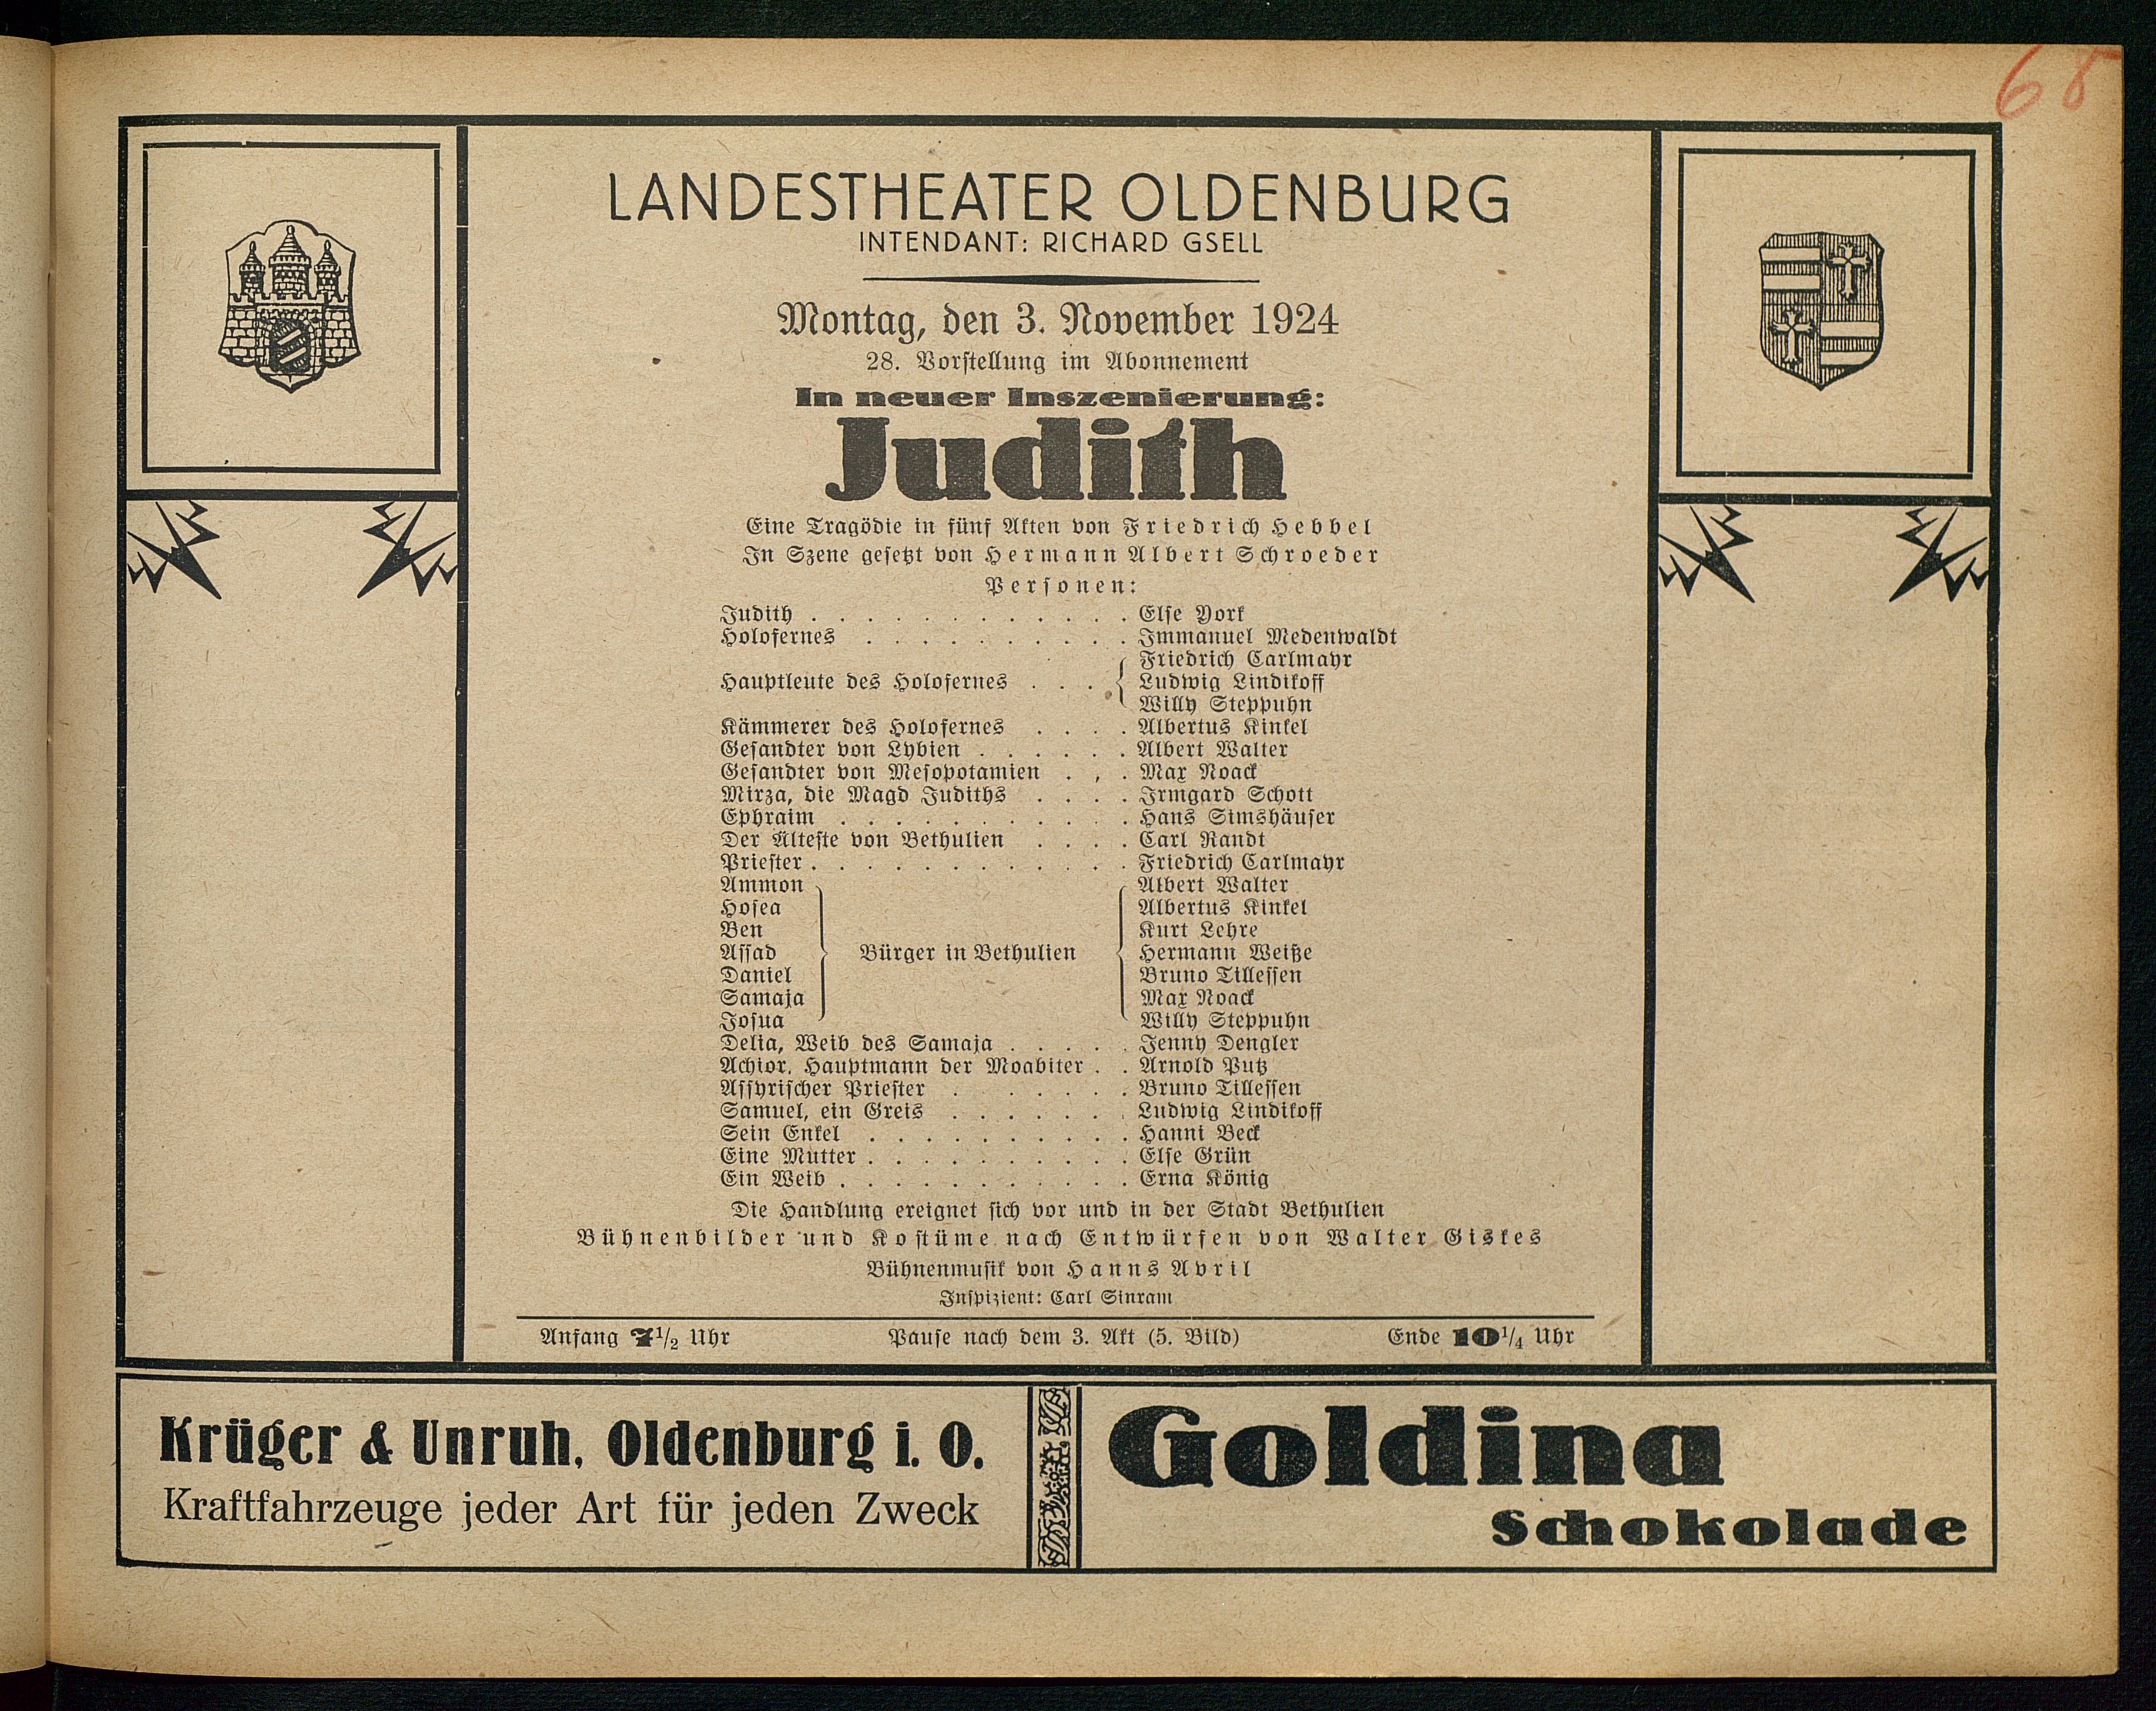 68
LANDESTHEATER OLDENBURG
INTENDANT: RICHARD GSELL
Montag, den 3. November 1924
28. Vorstellung im Abonnement
In neuer Inszenierung:
Judith
Eine Tragödie in fünf Akten von Friedrich Hebbel
In Szene gesetzt von Hermann Albert Schroeder
Personen:
Judith . . . . . . . . . . . . Else York
Holofernes . . . . . . . . . . Immanuel Medenwaldt
Friedrich Carlmayr
Hauptleute des Holofernes . . . { Ludwig Lindikoff
Willy Steppuhn
Kämmerer des Holofernes . . . . Albertus Kinkel
Gesandter von Lybien . . . . . . Albert Walter
Gesandter von Mesopotamien . , . Max Noack
Mirza, die Magd Judiths . . . . Irmgard Schott
Ephraim . . . . . . . . . . . Hans Simshäuser
Der Älteste von Bethulien . . . . Carl Randt
Priester . . . . . . . . . . . . Friedrich Carlmayr
Ammon Albert Walter
Hosea Albertus Kinkel
Ben Kurt Lehre
Assad } Bürger in Bethulien { Hermann Weiße
Daniel Bruno Tillessen
Samaja Max Noack
Josua Willy Steppuhn
Delia, Weib des Samaja . . . . . Jenny Dengler
Achior, Hauptmann der Moabiter . . Arnold Putz
Assyrischer Priester . . . . . . . Bruno Tillessen
Samuel, ein Greis . . . . . . . Ludwig Lindikoff
Sein Enkel . . . . . . . . . . Hanni Beck
Eine Mutter . . . . . . . . . . Else Grün
Ein Weib . . . . . . . . . . . Erna König
Die Handlung ereignet sich vor und in der Stadt Bethulien
Bühnenbilder und Kostüme nach Entwürfen von Walter Giskes
Bühnenmusik von Hanns Avril
Inspizient: Carl Sinram
Anfang 7 1/2 Uhr Pause nach dem 3. Akt (5. Bild) Ende 10 1/4 Uhr
Krüger & Unruh, Oldenburg i. O.
Kraftfahrzeuge jeder Art für jeden Zweck
Goldina
Schokolade